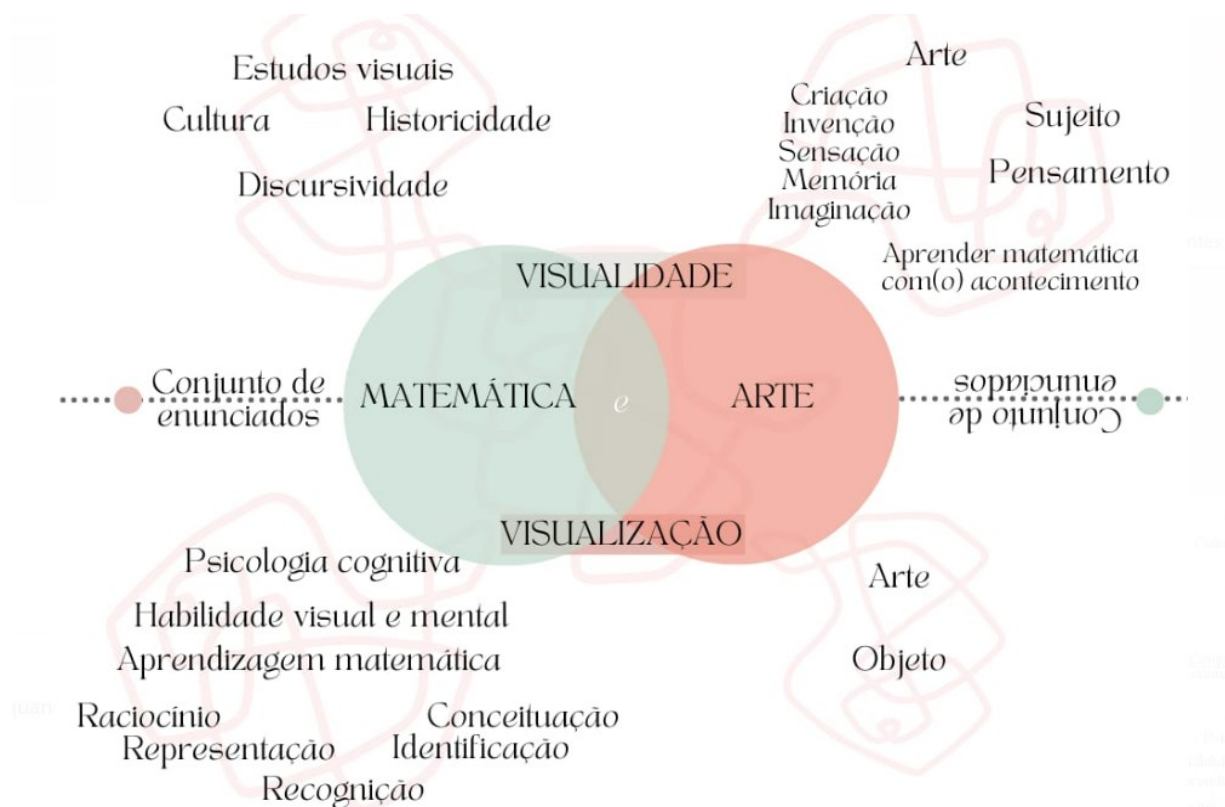 Estudos visuais
Cultura
Historicidade
Discursividade
Arte
Criação
Invenção
Sensação
Memória
Imaginação
Sujeito
Pensamento
Aprender matemática
com(o) acontecimento
VISUALIDADE
Conjunto de
enunciados
MATEMÁTICA
e
ARTE
Conjunto de
enunciados
VISUALIZAÇÃO
Psicologia cognitiva
Habilidade visual e mental
Aprendizagem matemática
Raciocínio
Conceituação
Representação
Identificação
Recognição
Arte
Objeto